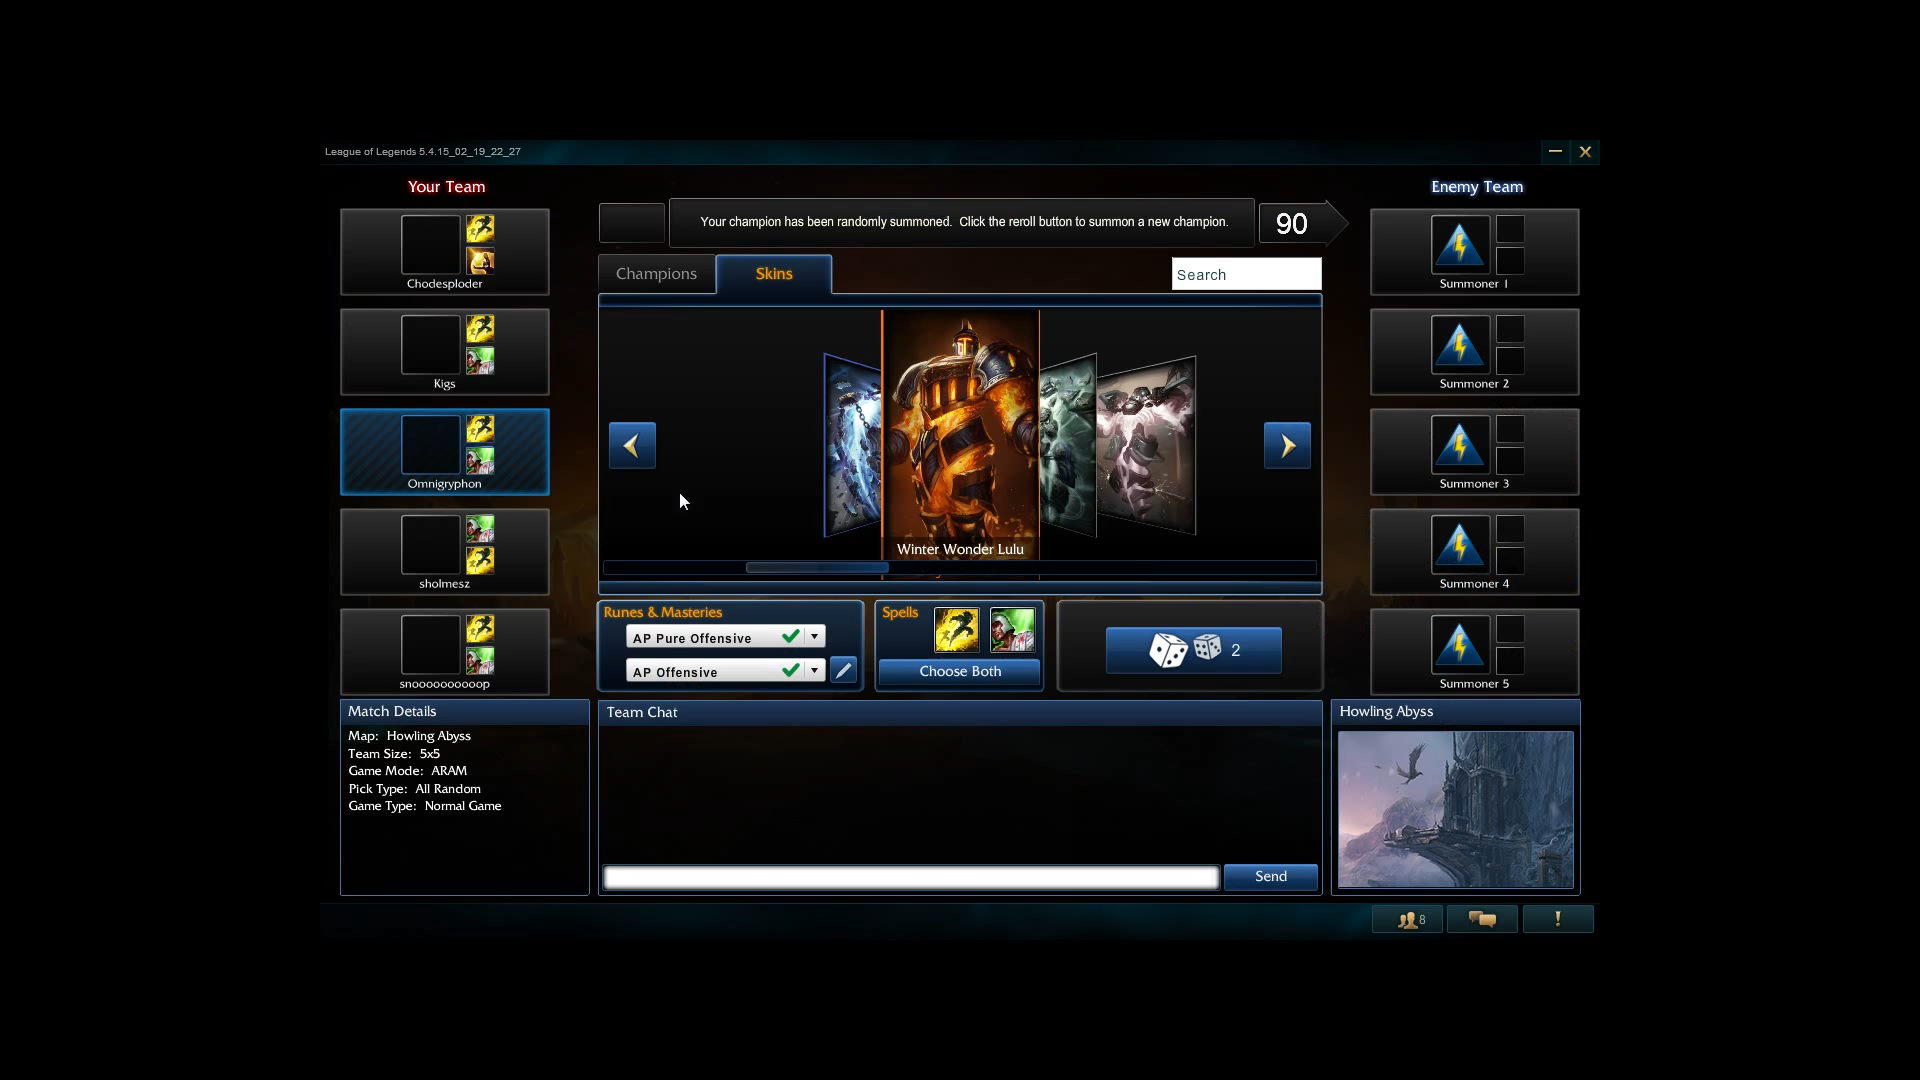 League of Legends 5.4.15_02_19_22_27
Your Team
Enemy Team
Your champion has been randomly summoned.  Click the reroll button to summon a new champion.
90
Champions
Skins
Search
Chodesploder
Kigs
Omnigryphon
sholmesz
snoooooooooop
Summoner 1
Summoner 2
Summoner 3
Summoner 4
Summoner 5
Winter Wonder Lulu
Runes & Masteries
AP Pure Offensive
AP Offensive
Spells
Choose Both
2
Match Details
Map: Howling Abyss
Team Size: 5x5
Game Mode: ARAM
Pick Type: All Random
Game Type: Normal Game
Team Chat
Send
Howling Abyss
8
!